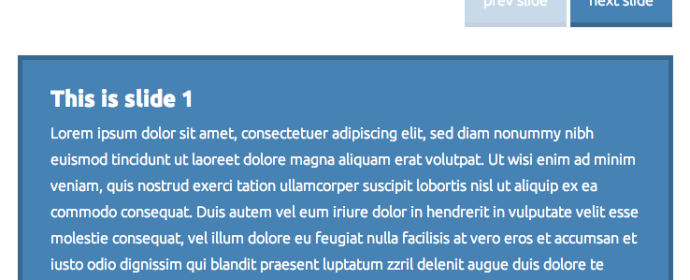 prev slide next slide
This is slide 1
Lorem ipsum dolor sit amet, consectetuer adipiscing elit, sed diam nonummy nibh
euismod tincidunt ut laoreet dolore magna aliquam erat volutpat. Ut wisi enim ad minim
veniam, quis nostrud exerci tation ullamcorper suscipit lobortis nisl ut aliquip ex ea
commodo consequat. Duis autem vel eum iriure dolor in hendrerit in vulputate velit esse
molestie consequat, vel illum dolore eu feugiat nulla facilisis at vero eros et accumsan et
iusto odio dignissim qui blandit praesent luptatum zzril delenit augue duis dolore te